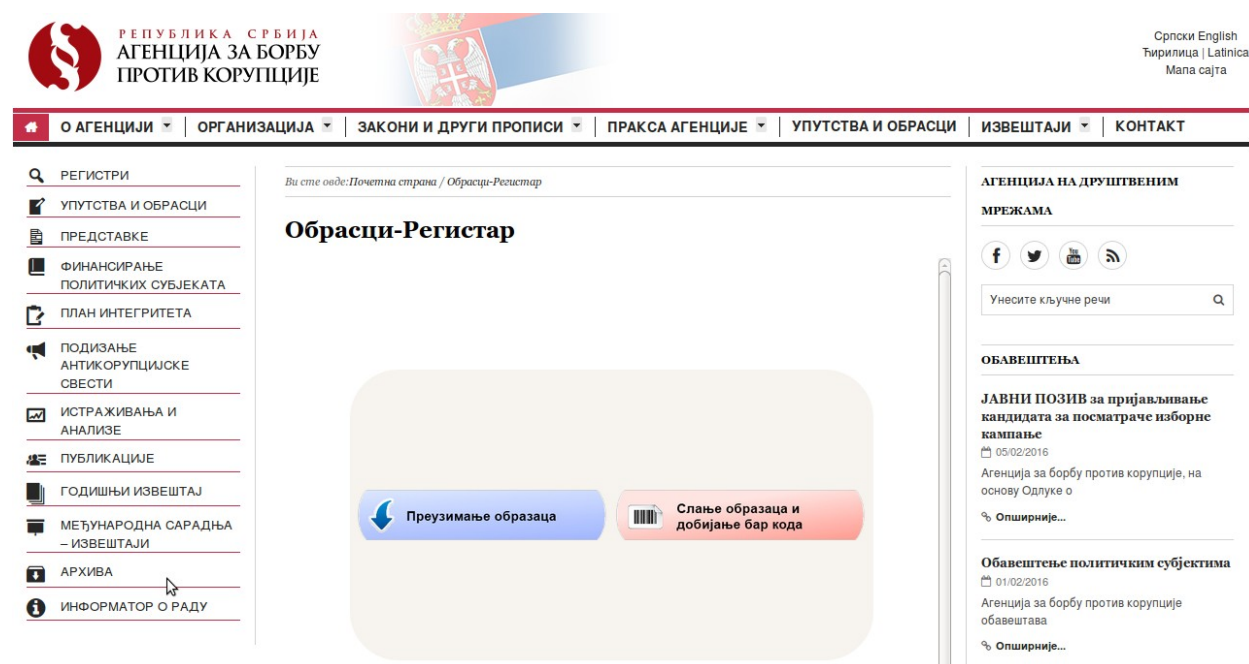 РЕПУБЛИКА СРБИЈА
АГЕНЦИЈА ЗА БОРБУ
ПРОТИВ КОРУПЦИЈЕ
Српски English
Ћирилица | Latinica
Мапа сајта
О АГЕНЦИЈИ ОРГАНИЗАЦИЈА ЗАКОНИ И ДРУГИ ПРОПИСИ ПРАКСА АГЕНЦИЈЕ УПУТСТВА И ОБРАСЦИ ИЗВЕШТАЈИ КОНТАКТ
РЕГИСТРИ
УПУТСТВА И ОБРАСЦИ
ПРЕДСТАВКЕ
ФИНАНСИРАЊЕ
ПОЛИТИЧКИХ СУБЈЕКАТА
ПЛАН ИНТЕГРИТЕТА
ПОДИЗАЊЕ
АНТИКОРУПЦИЈСКЕ
СВЕСТИ
ИСТРАЖИВАЊА И
АНАЛИЗЕ
ПУБЛИКАЦИЈЕ
ГОДИШЊИ ИЗВЕШТАЈ
МЕЂУНАРОДНА САРАДЊА
– ИЗВЕШТАЈИ
АРХИВА
ИНФОРМАТОР О РАДУ
Ви сте овде:Почетна страна / Обрасци-Регистар
Обрасци-Регистар
Преузимање образаца
Слање образаца и
добијање бар кода
АГЕНЦИЈА НА ДРУШТВЕНИМ
МРЕЖАМА
You
Tube
Унесите кључне речи
ОБАВЕШТЕЊА
ЈАВНИ ПОЗИВ за пријављивање
кандидата за посматраче изборне
кампање
05/02/2016
Агенција за борбу против корупције, на
основу Одлуке о
Опширније...
Обавештење политичким субјектима
01/02/2016
Агенција за борбу против корупције
обавештава
Опширније...